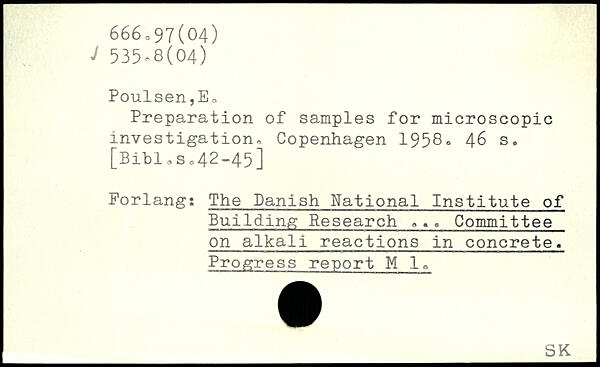 666.97(04)
✓ 535.8(04)
Poulsen,E.
Preparation of samples for microscopic
investigation. Copenhagen 1958. 46 s.
[Bibl.s.42-45]
Forlang: The Danish National Institute of
Building Research ... Committee
on alkali reactions in concrete.
Progress report M 1.
SK